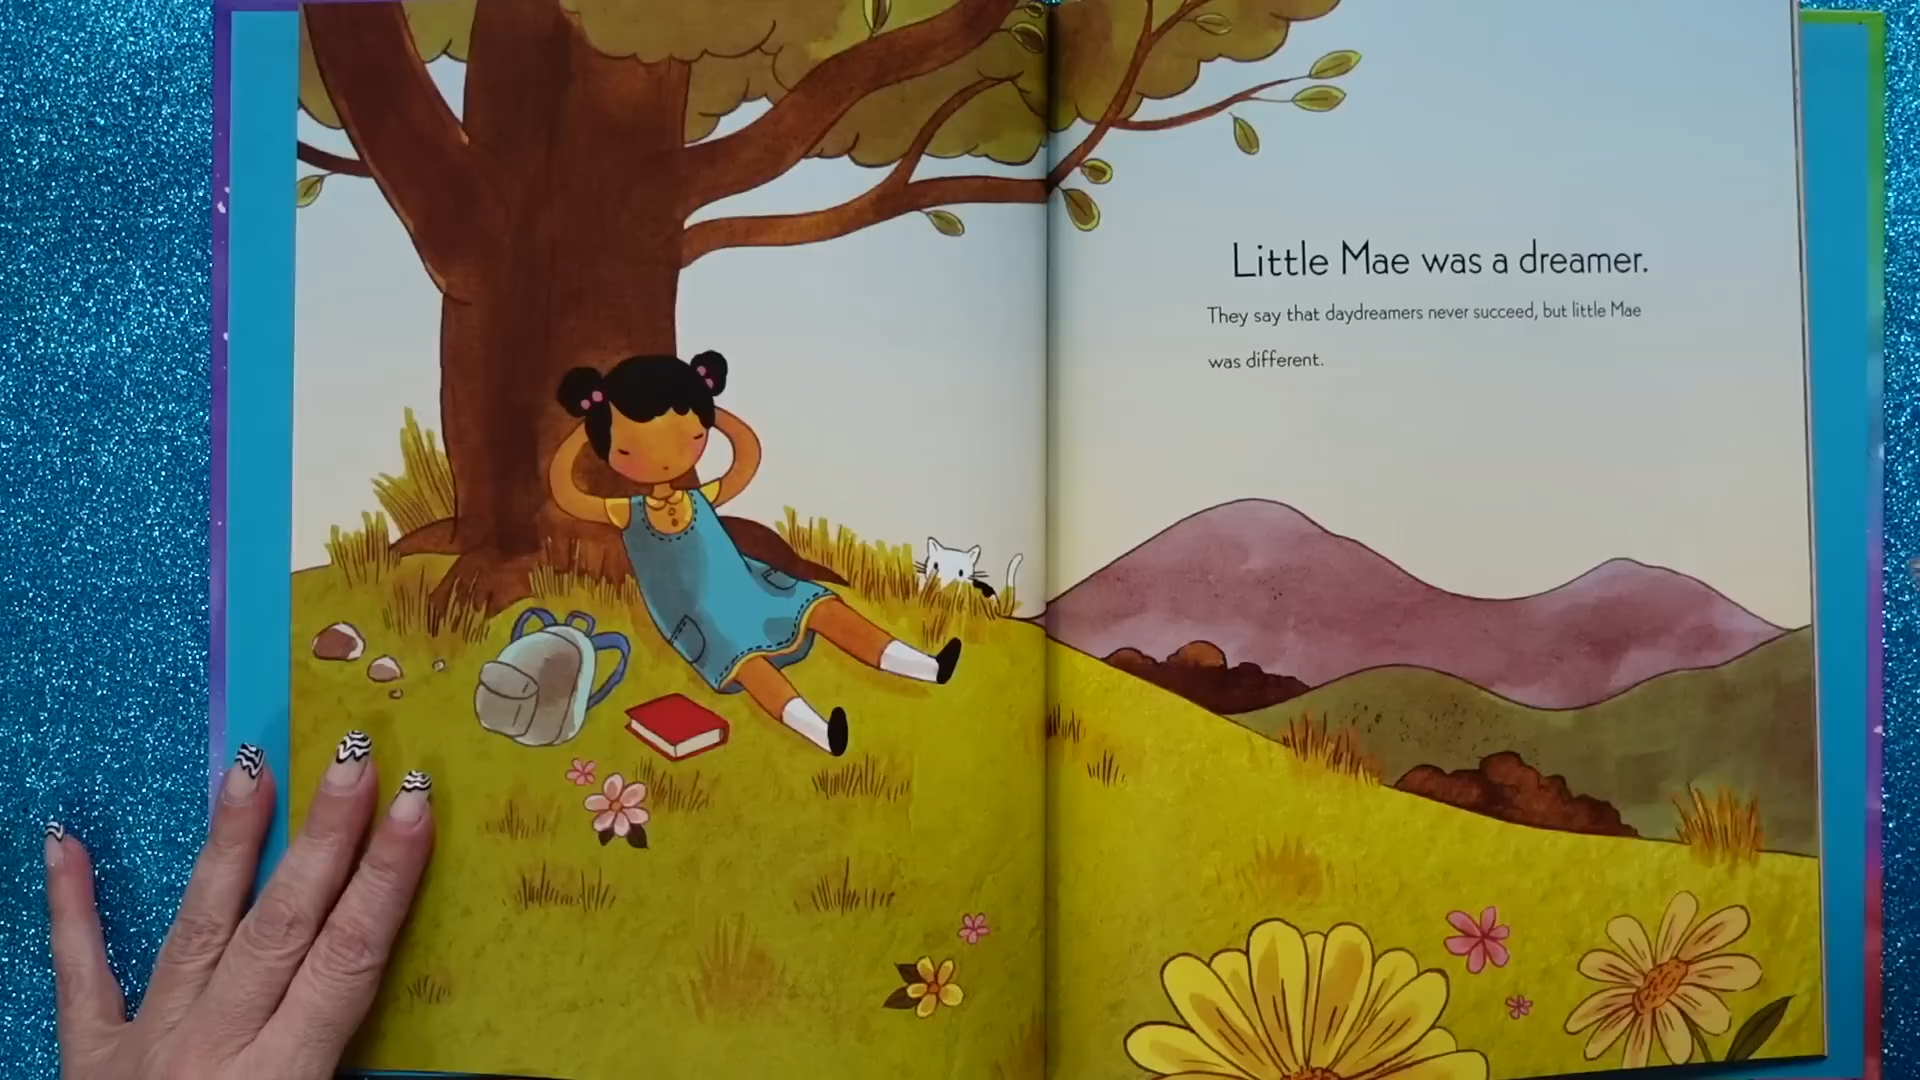 Little Mae was a dreamer.
They say that daydreamers never succeed, but little Mae
was different.